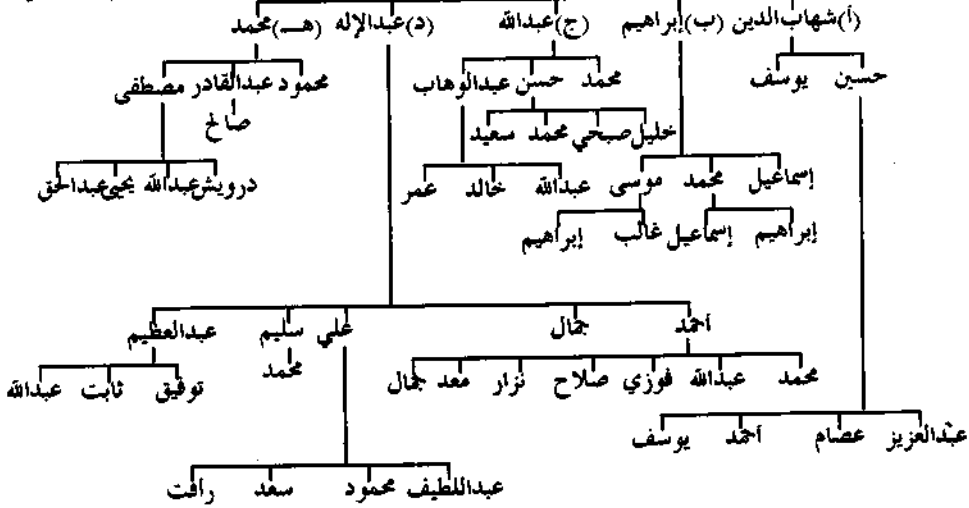 (أ)شهاب الدين (ب)إبراهيم (ج)عبدالله (د)عبدالإله (هـ)محمد
حسين يوسف محمد حسن عبدالوهاب محمود عبدالقادر مصطفى
صالح
خليل صبحي محمد سعيد
إسماعيل محمد موسى عبدالله خالد عمر درويش عبدالله يحيى عبدالحق
إبراهيم إسماعيل غالب إبراهيم
أحمد جمال علي سليم عبدالعظيم
محمد عبدالله فوزي صلاح نزار معد جمال محمد توفيق ثابت عبدالله
عبدالعزيز عصام أحمد يوسف
عبداللطيف محمود سعد رافت